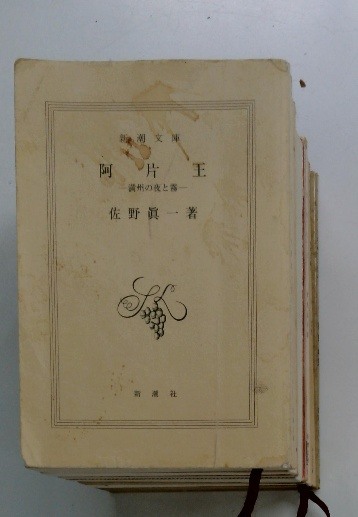 新潮文庫
阿片王
―満州の夜と霧―
佐野眞一著
新潮社